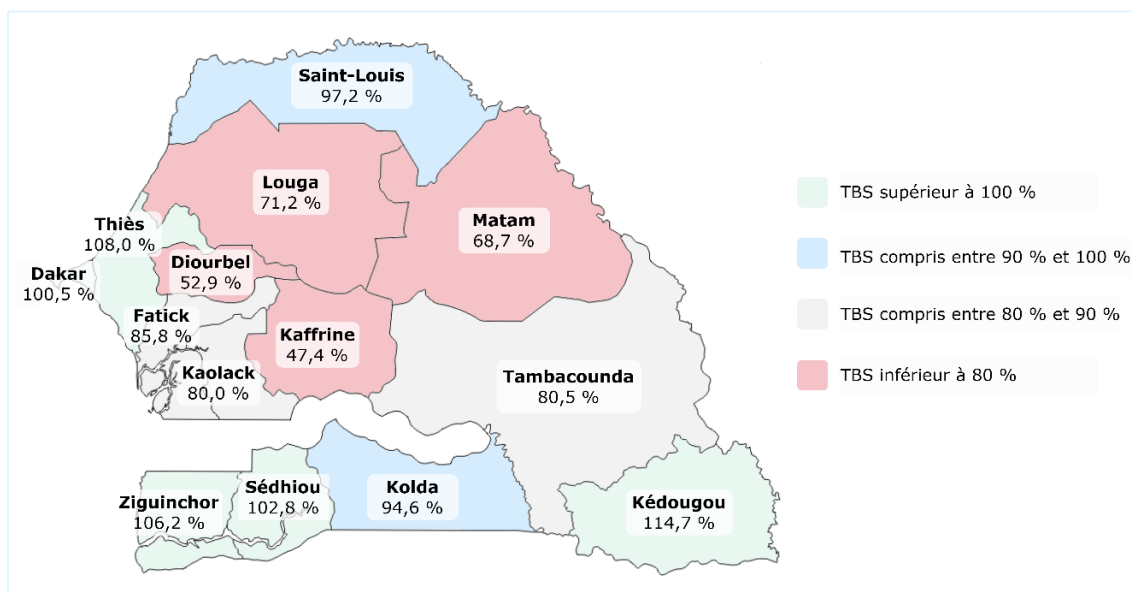 Saint-Louis
97,2 %
Louga
71,2 %
Matam
68,7 %
Thiès
108,0 %
Diourbel
52,9 %
Dakar
100,5 %
Fatick
85,8 %
Kaffrine
47,4 %
Kaolack
80,0 %
Tambacounda
80,5 %
Ziguinchor
106,2 %
Sédhiou
102,8 %
Kolda
94,6 %
Kédougou
114,7 %
TBS supérieur à 100 %
TBS compris entre 90 % et 100 %
TBS compris entre 80 % et 90 %
TBS inférieur à 80 %